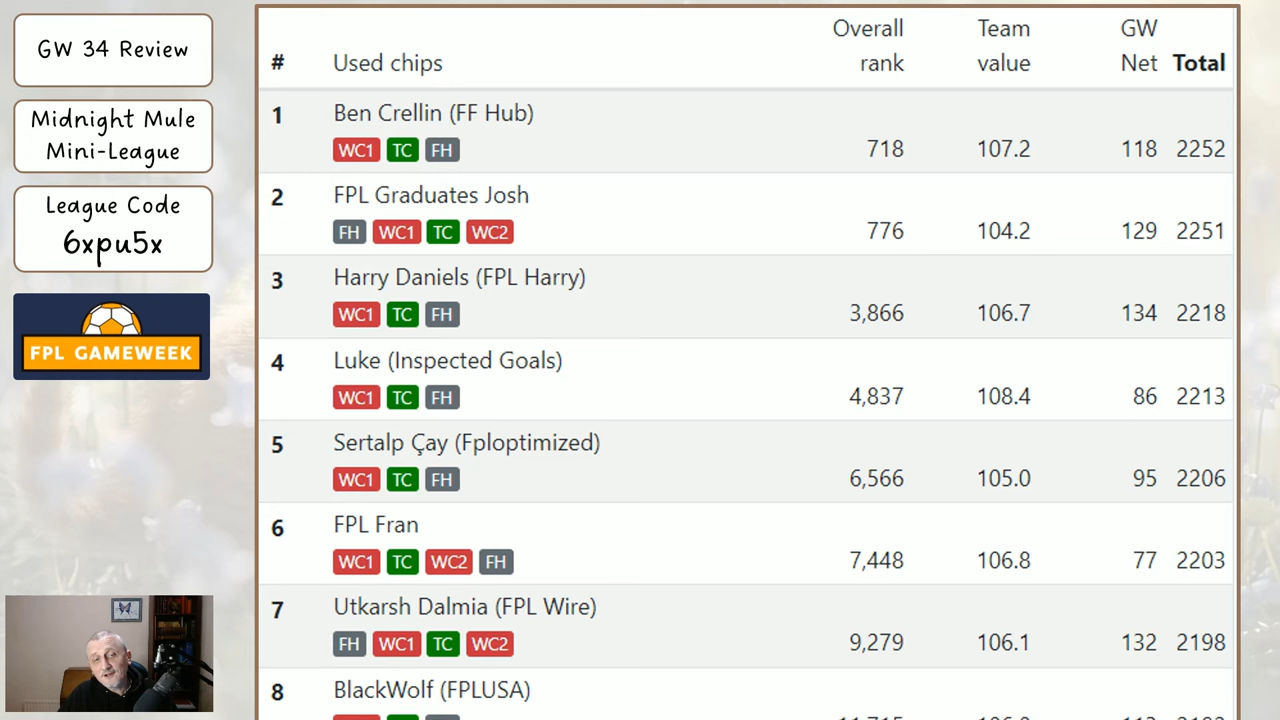 GW 34 Review
Midnight Mule
Mini-League
League Code
6xpu5x
FPL GAMEWEEK
# Used chips Overall rank Team value GW Net Total
1 Ben Crellin (FF Hub)
WC1 TC FH 718 107.2 118 2252
2 FPL Graduates Josh
FH WC1 TC WC2 776 104.2 129 2251
3 Harry Daniels (FPL Harry)
WC1 TC FH 3,866 106.7 134 2218
4 Luke (Inspected Goals)
WC1 TC FH 4,837 108.4 86 2213
5 Sertalp Çay (Fploptimized)
WC1 TC FH 6,566 105.0 95 2206
6 FPL Fran
WC1 TC WC2 FH 7,448 106.8 77 2203
7 Utkarsh Dalmia (FPL Wire)
FH WC1 TC WC2 9,279 106.1 132 2198
8 BlackWolf (FPLUSA)